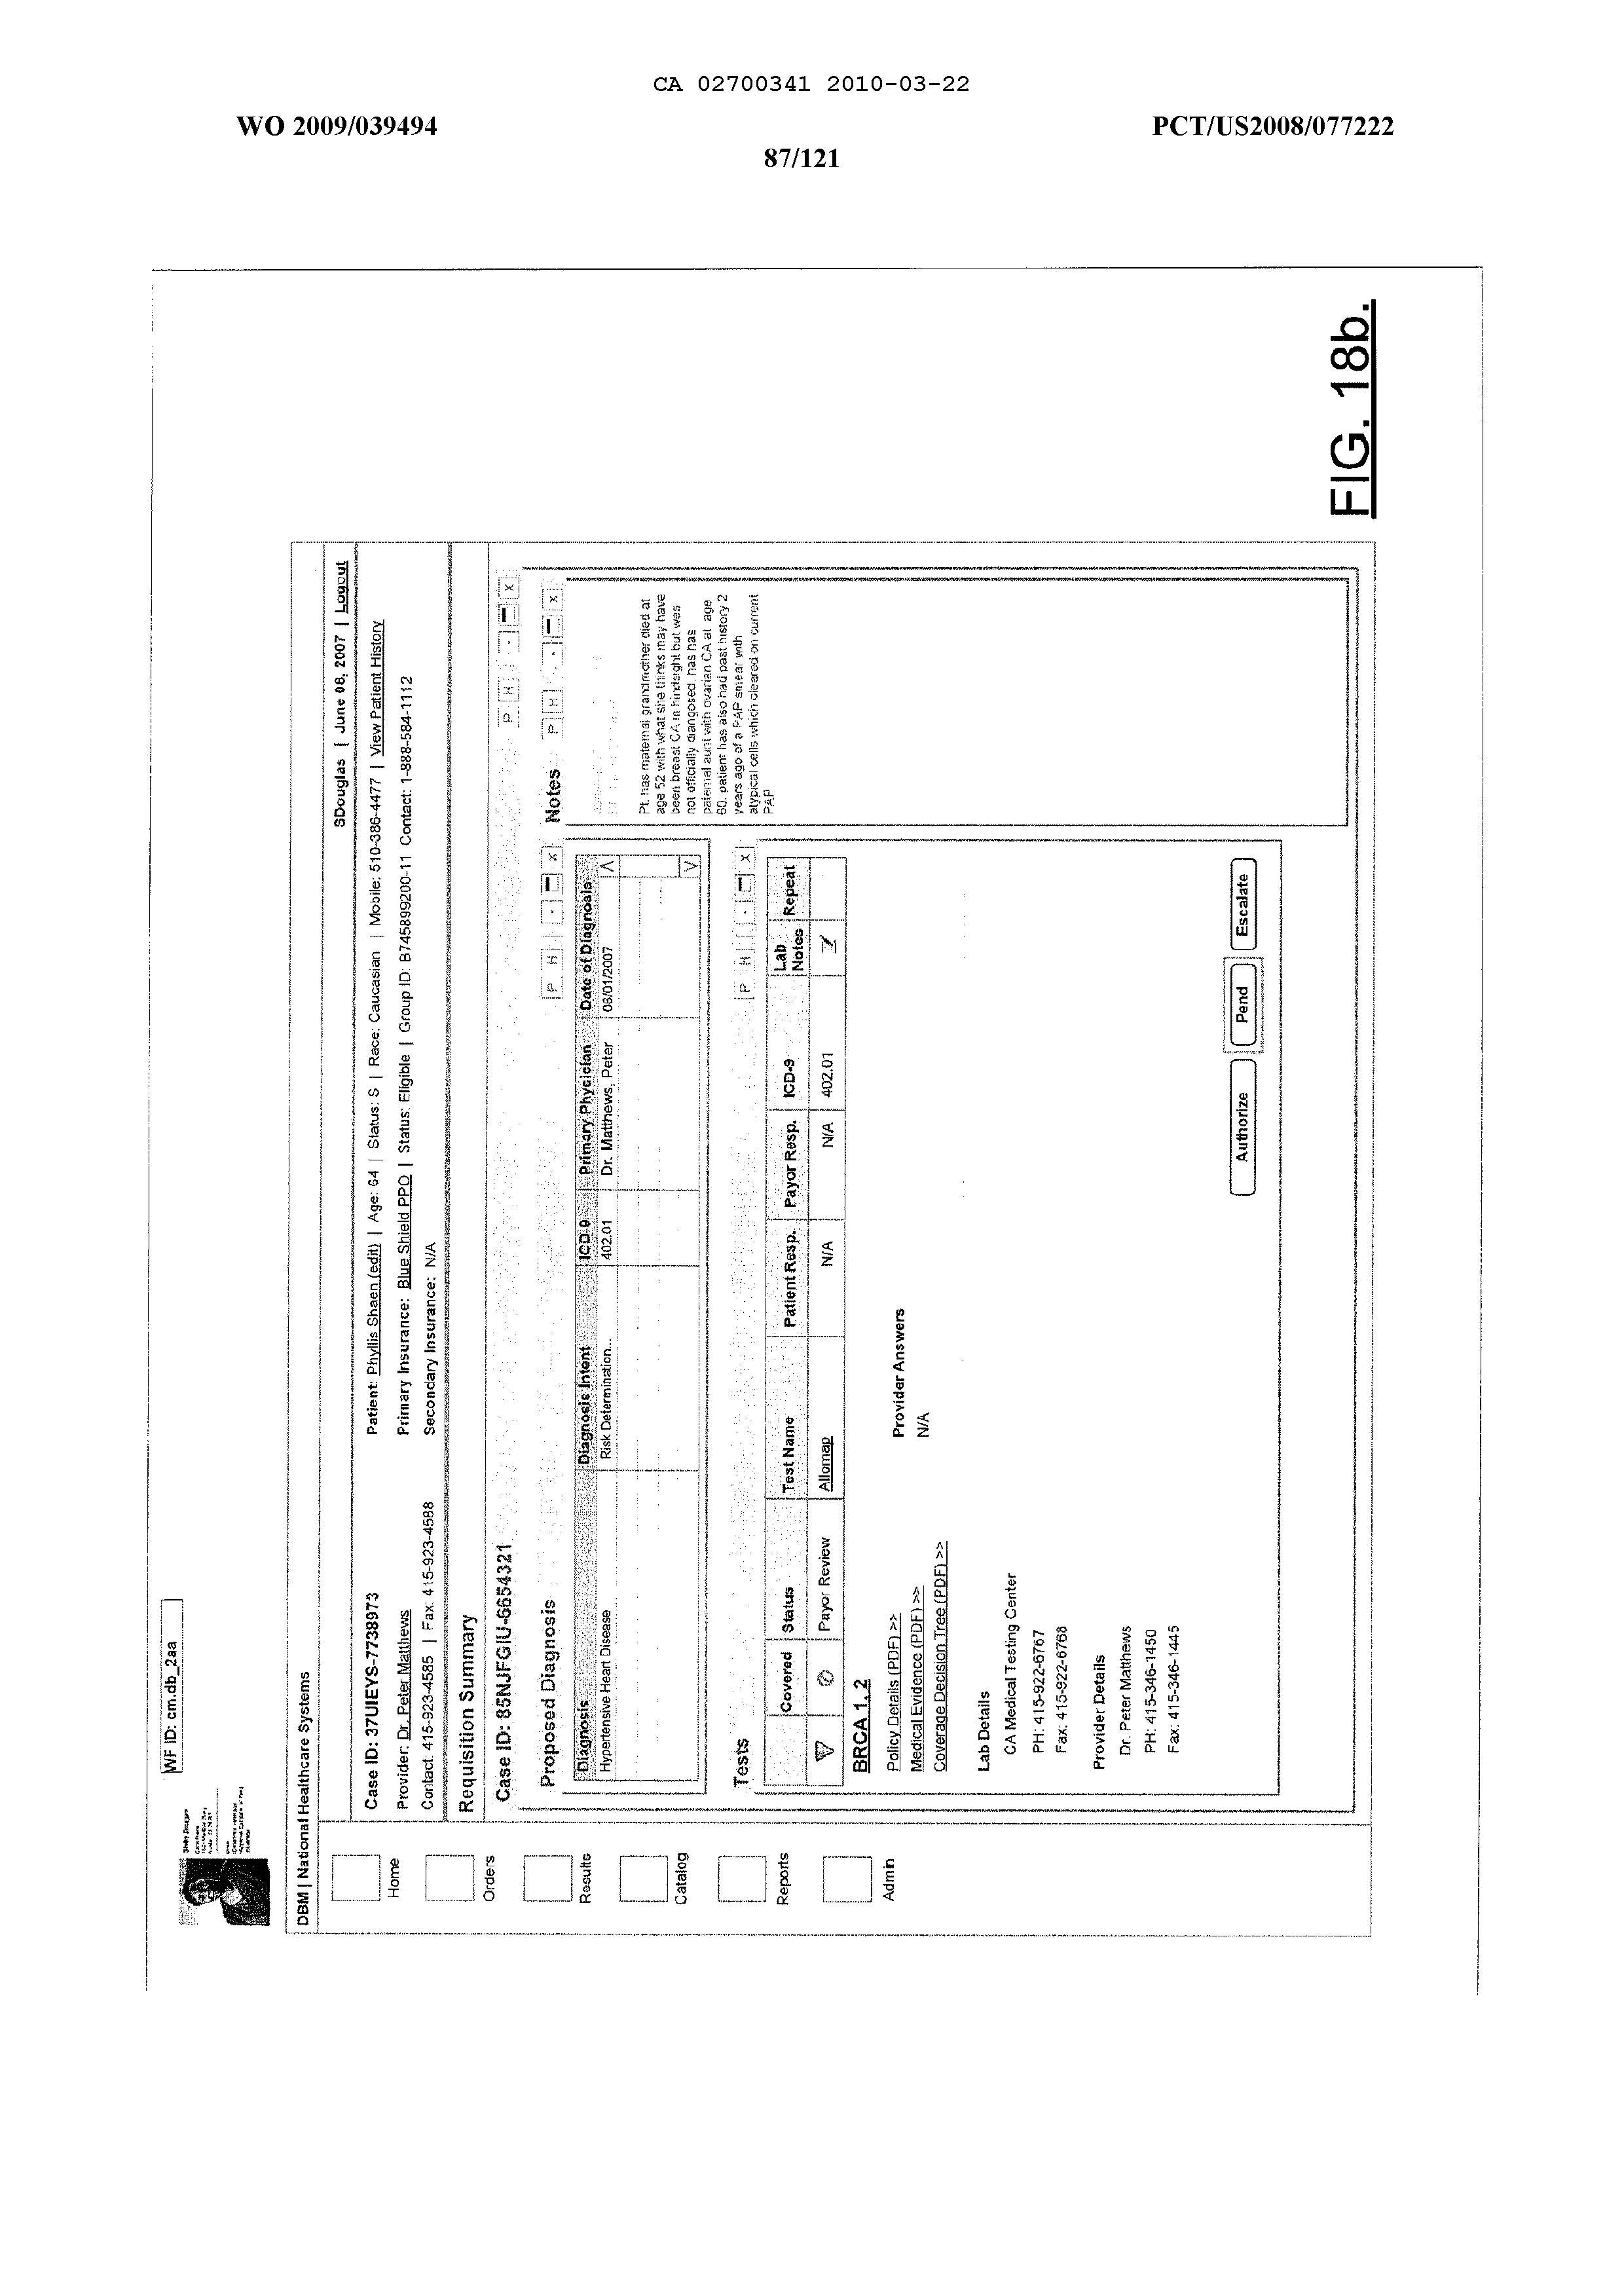 CA 02700341 2010-03-22
WO 2009/039494
PCT/US2008/077222
87/121
WF ID: cm.db_2aa
DBM | National Healthcare Systems
SDouglas | June 06, 2007 | Logout
Home
Orders
Results
Catalog
Reports
Admin
Case ID: 37UIEYS-7738973
Provider: Dr. Peter Matthews
Contact: 415-923-4585 | Fax: 415-923-4588
Patient: Phyllis Shaen (edit) | Age: 64 | Status: S | Race: Caucasian | Mobile: 510-386-4477 | View Patient History
Primary Insurance: Blue Shield PPO | Status: Eligible | Group ID: B745899200-11 Contact: 1-888-584-1112
Secondary Insurance: N/A
Requisition Summary
Case ID: 85NJFGIU-6654321
P H - x
Proposed Diagnosis
P H - x
Diagnosis Diagnosis Intent ICD-9 Primary Physician Date of Diagnosis
Hypertensive Heart Disease Risk Determination.. 402.01 Dr. Matthews, Peter 06/01/2007
Notes
P H - x
Pt. has maternal grandmother died at
age 52 with what she thinks may have
been breast CA in hindsight but was
not officially diangosed. has has
paternal aunt with ovarian CA at age
60. patient has also had past history 2
years ago of a PAP smear with
atypical cells which cleared on current
PAP
Tests
P H - x
Covered Status Test Name Patient Resp. Payor Resp. ICD-9 Lab Notes Repeat
Payor Review Allomap N/A N/A 402.01
BRCA 1, 2
Policy Details (PDF) >>
Medical Evidence (PDF) >>
Coverage Decision Tree (PDF) >>
Provider Answers
N/A
Lab Details
CA Medical Testing Center
PH: 415-922-6767
Fax: 415-922-6768
Provider Details
Dr. Peter Matthews
PH: 415-346-1450
Fax: 415-346-1445
Authorize
Pend
Escalate
FIG. 18b.